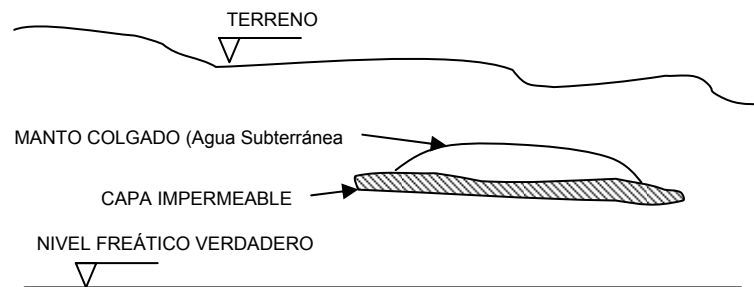 TERRENO
MANTO COLGADO (Agua Subterránea
CAPA IMPERMEABLE
NIVEL FREÁTICO VERDADERO